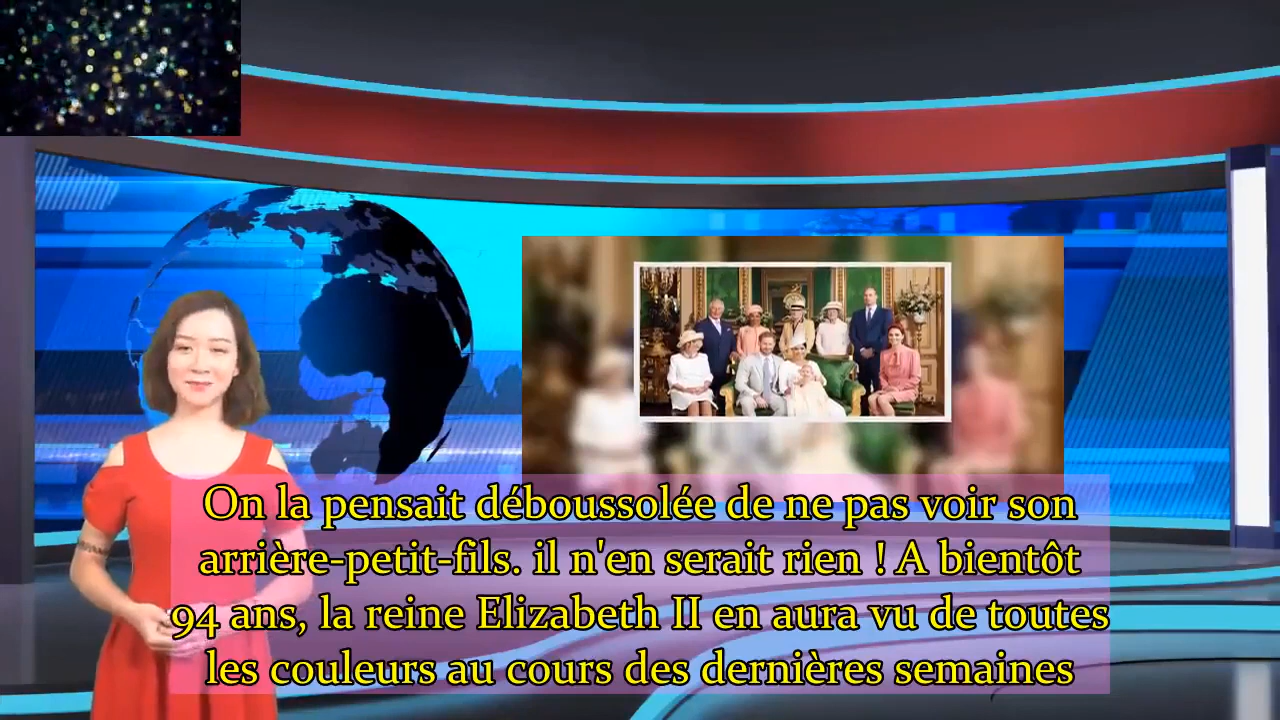 On la pensait déboussolée de ne pas voir son
arrière-petit-fils. il n'en serait rien ! A bientôt
94 ans, la reine Elizabeth II en aura vu de toutes
les couleurs au cours des dernières semaines